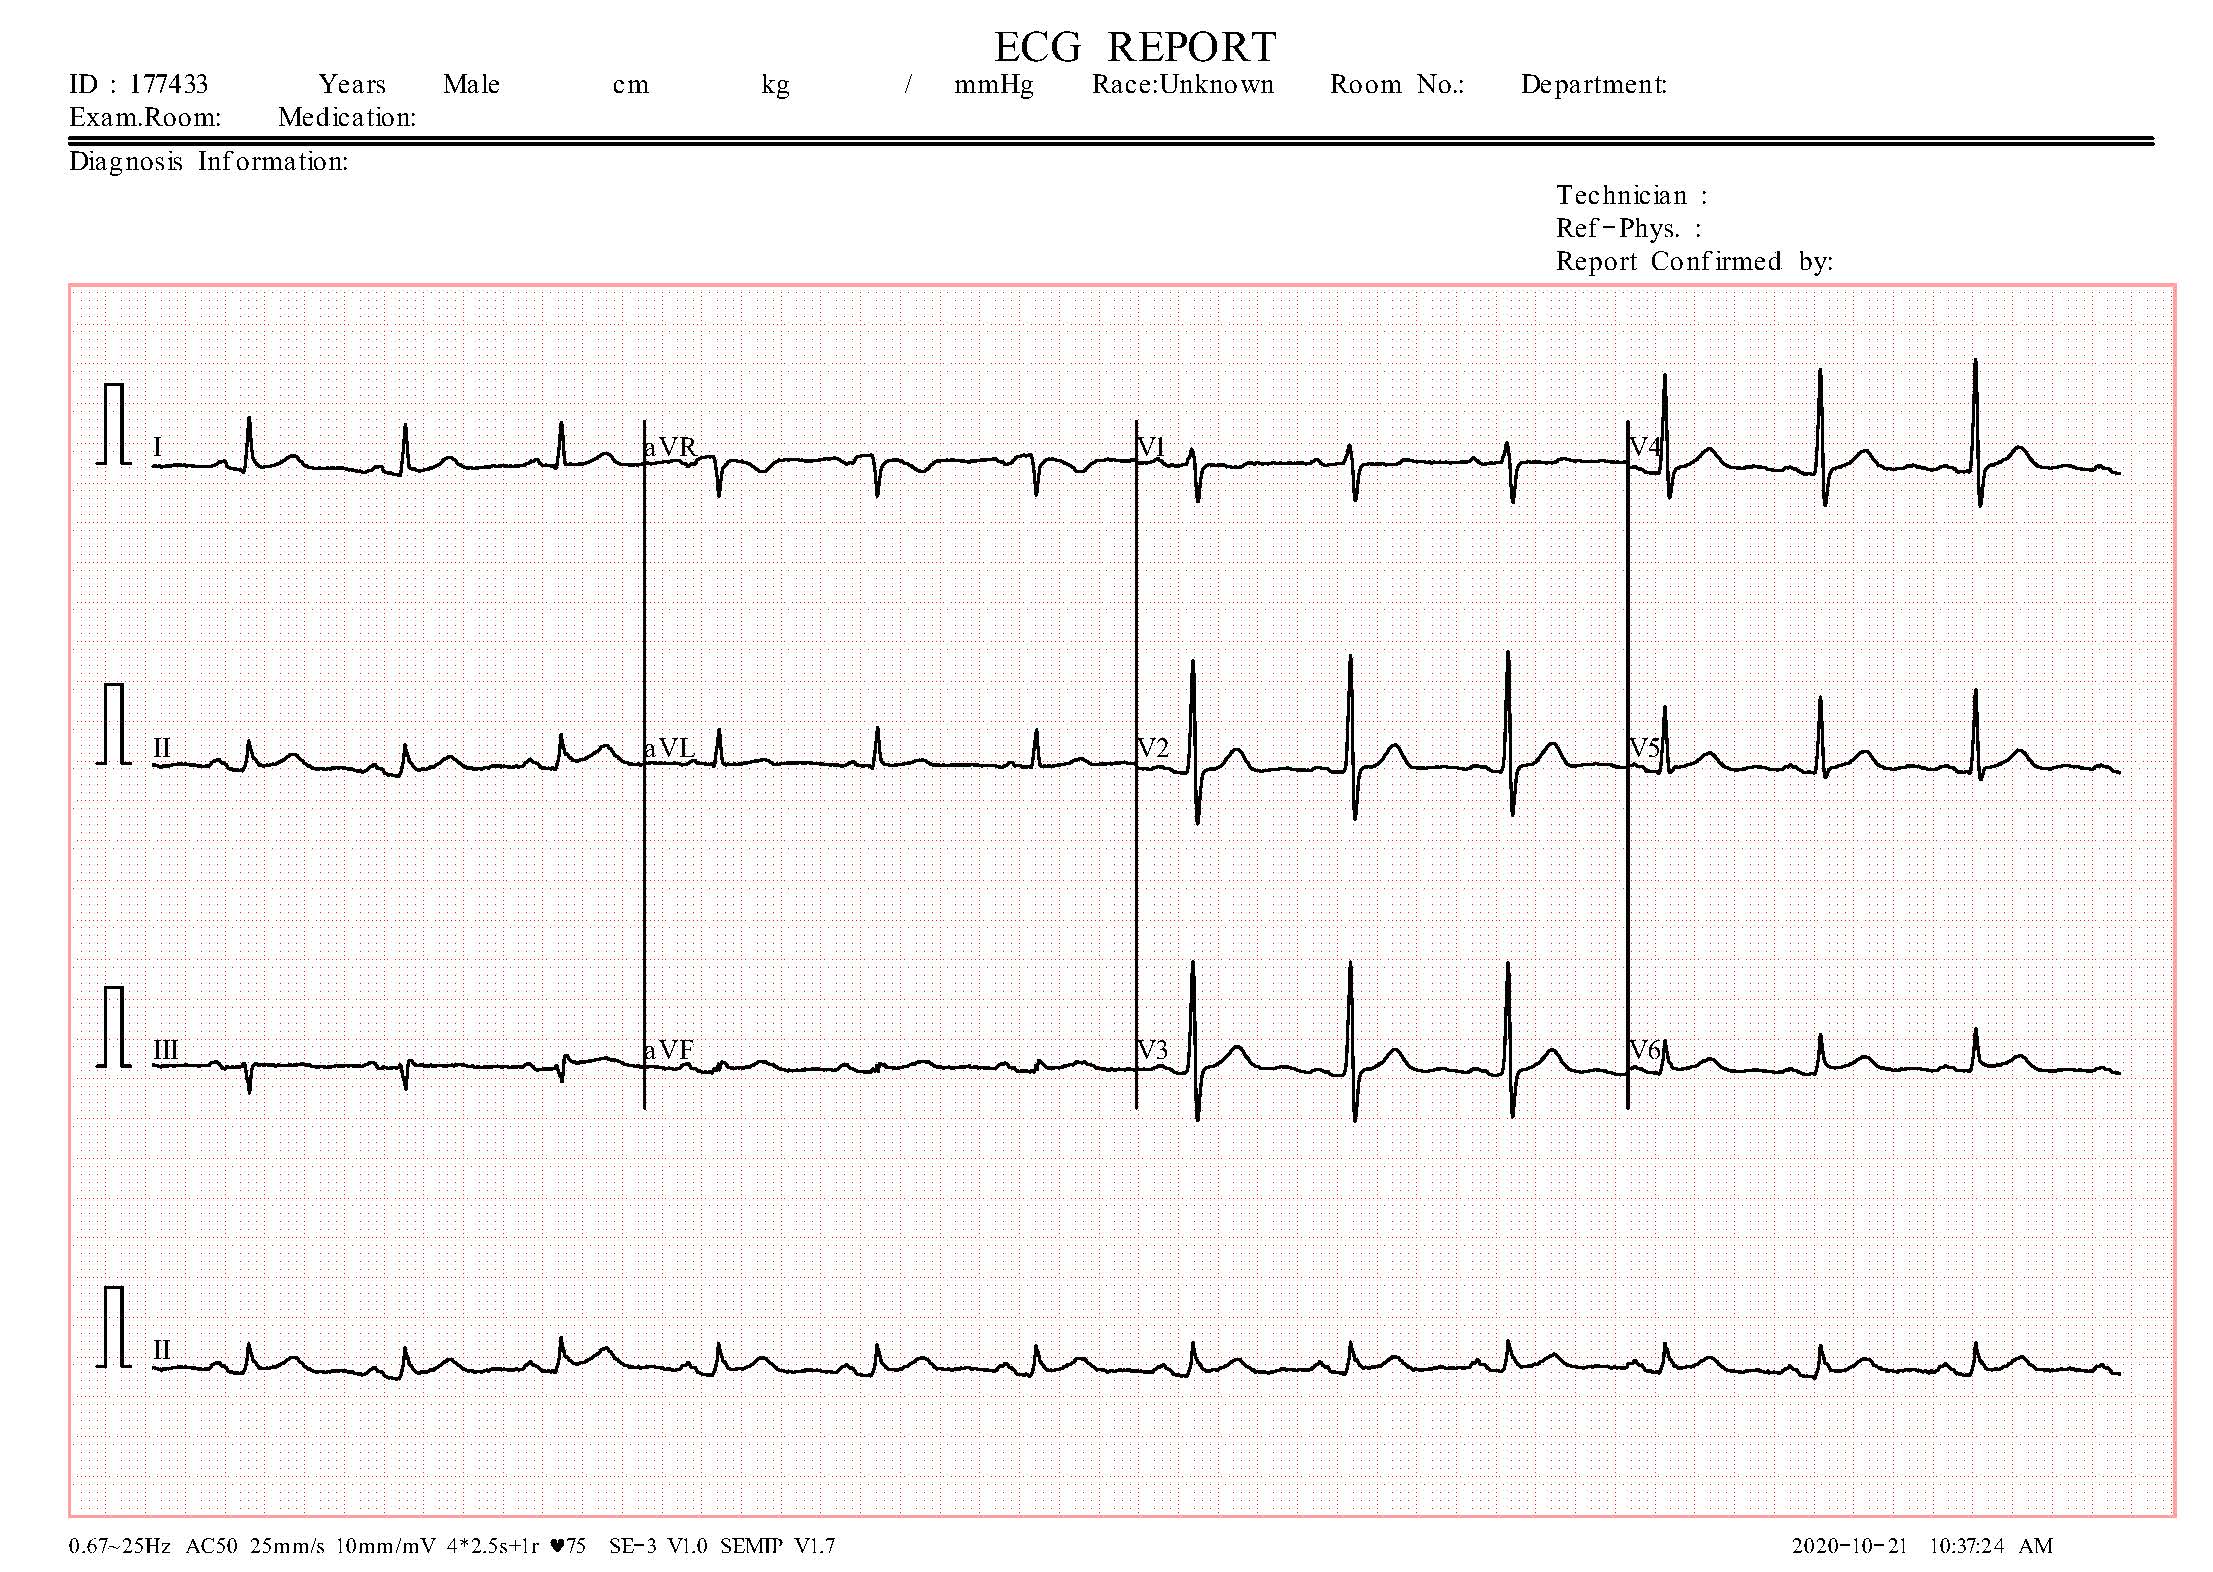 ECG REPORT
ID : 177433 Years Male cm kg / mmHg Race:Unknown Room No.: Department:
Exam.Room: Medication:
Diagnosis Information:
Technician :
Ref-Phys. :
Report Confirmed by:
I aVR V1 V4
II aVL V2 V5
III aVF V3 V6
II
0.67~25Hz AC50 25mm/s 10mm/mV 4*2.5s+1r ♥75 SE-3 V1.0 SEMIP V1.7 2020-10-21 10:37:24 AM